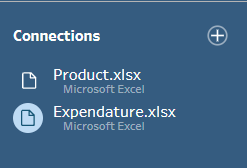 Connections
Product.xlsx
Microsoft Excel
Expendature.xlsx
Microsoft Excel